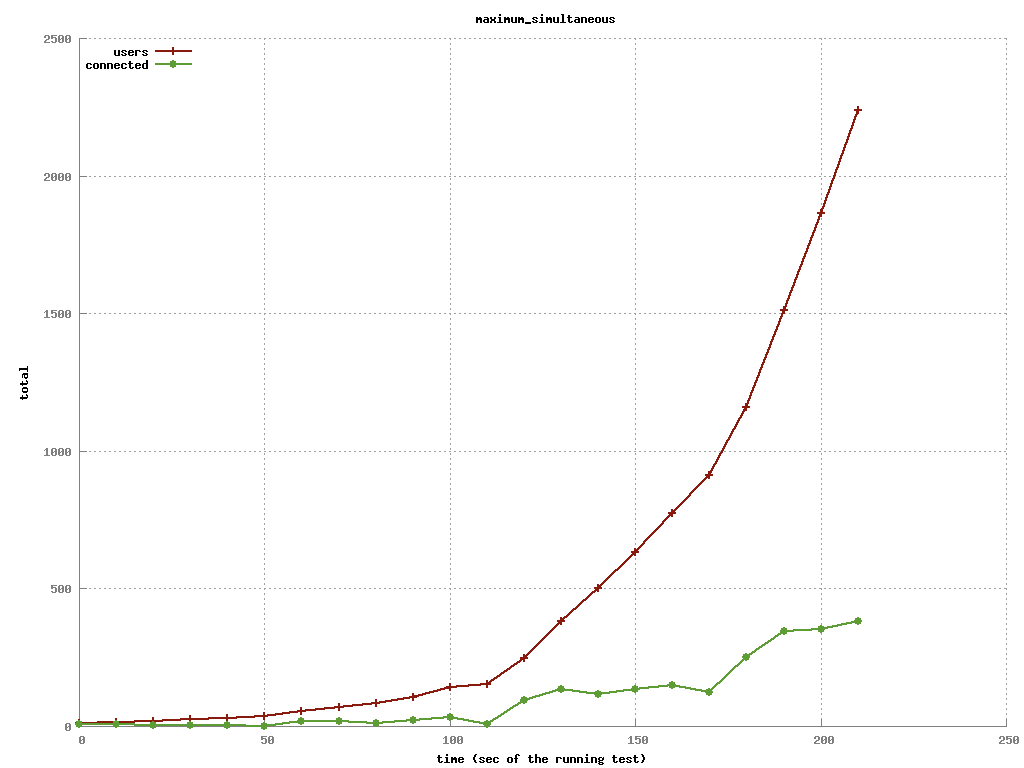 maximum_simultaneous
2500
users
connected
2000
1500
total
1000
500
0
0 50 100 150 200 250
time (sec of the running test)